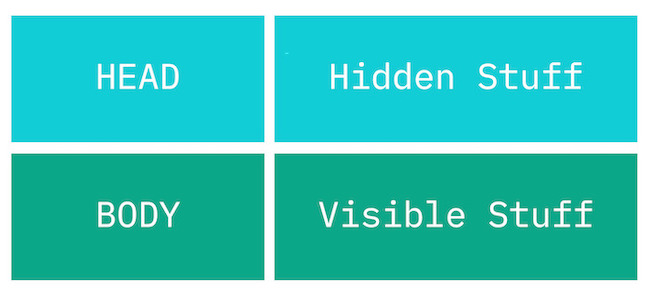 HEAD
Hidden Stuff
BODY
Visible Stuff